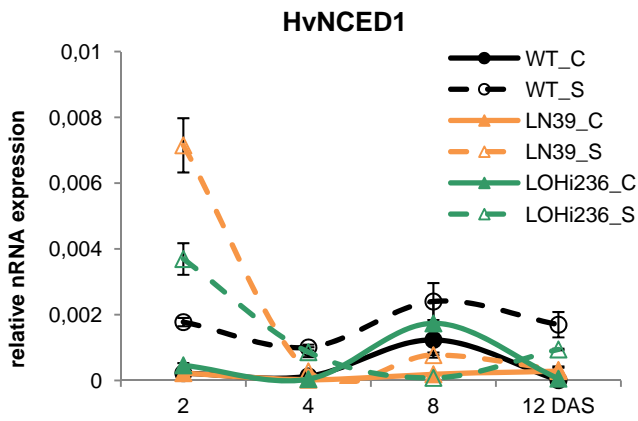 HvNCED1
relative nRNA expression
0,01
0,008
0,006
0,004
0,002
0
2
4
8
12 DAS
WT_C
WT_S
LN39_C
LN39_S
LOHi236_C
LOHi236_S